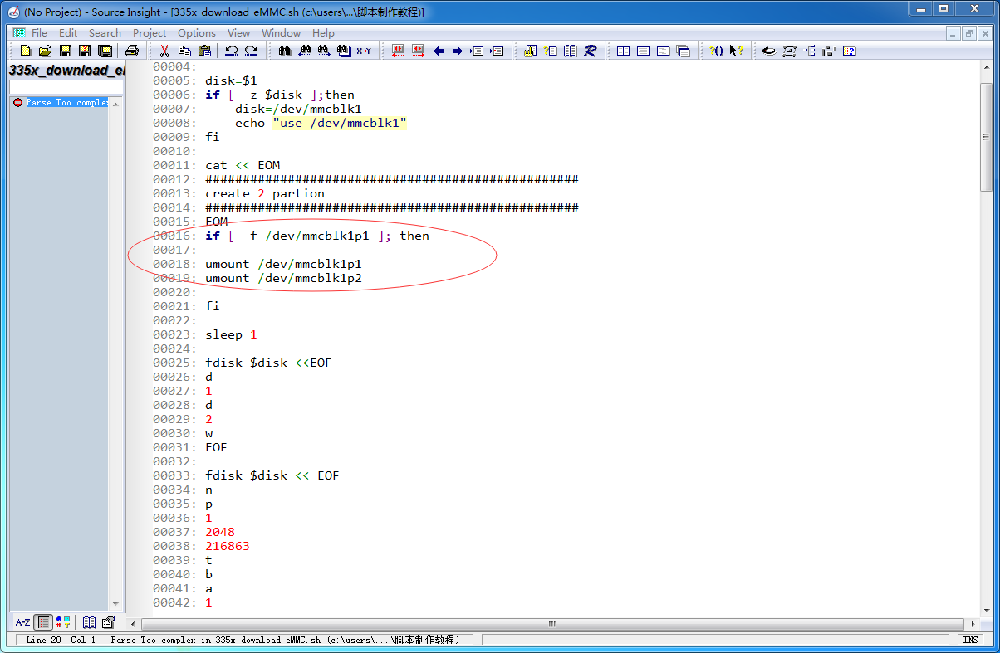 (No Project) - Source Insight - [335x_download_eMMC.sh (c:\users\...\脚本制作教程)]
File Edit Search Project Options View Window Help
335x_download_el
Parse Too complex
00004:
00005: disk=$1
00006: if [ -z $disk ];then
00007:     disk=/dev/mmcblk1
00008:     echo "use /dev/mmcblk1"
00009: fi
00010:
00011: cat << EOM
00012: ##################################################
00013: create 2 partion
00014: ##################################################
00015: EOM
00016: if [ -f /dev/mmcblk1p1 ]; then
00017:
00018: umount /dev/mmcblk1p1
00019: umount /dev/mmcblk1p2
00020:
00021: fi
00022:
00023: sleep 1
00024:
00025: fdisk $disk <<EOF
00026: d
00027: 1
00028: d
00029: 2
00030: w
00031: EOF
00032:
00033: fdisk $disk << EOF
00034: n
00035: p
00036: 1
00037: 2048
00038: 216863
00039: t
00040: b
00041: a
00042: 1
A-Z
Line 20 Col 1 Parse Too complex in 335x_download_eMMC.sh (c:\users\...\脚本制作教程) INS